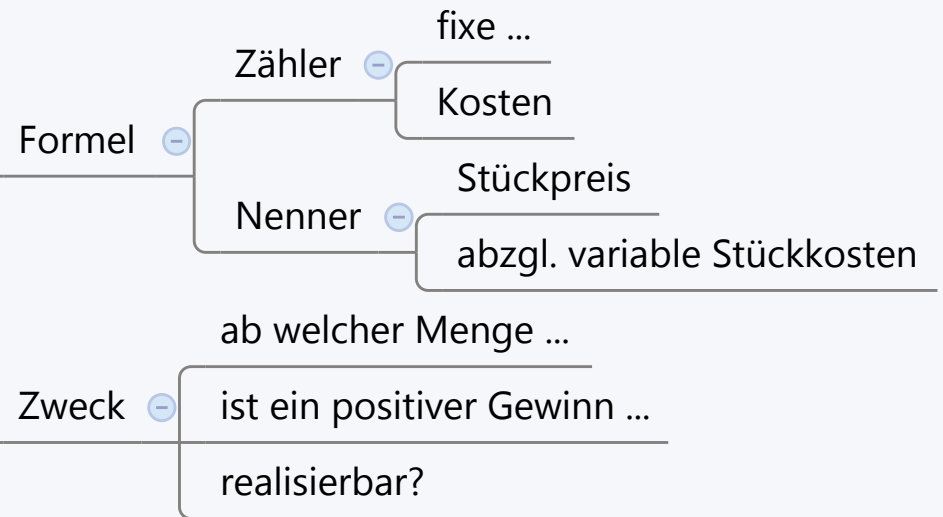 Formel
Zähler
fixe ...
Kosten
Nenner
Stückpreis
abzgl. variable Stückkosten
Zweck
ab welcher Menge ...
ist ein positiver Gewinn ...
realisierbar?